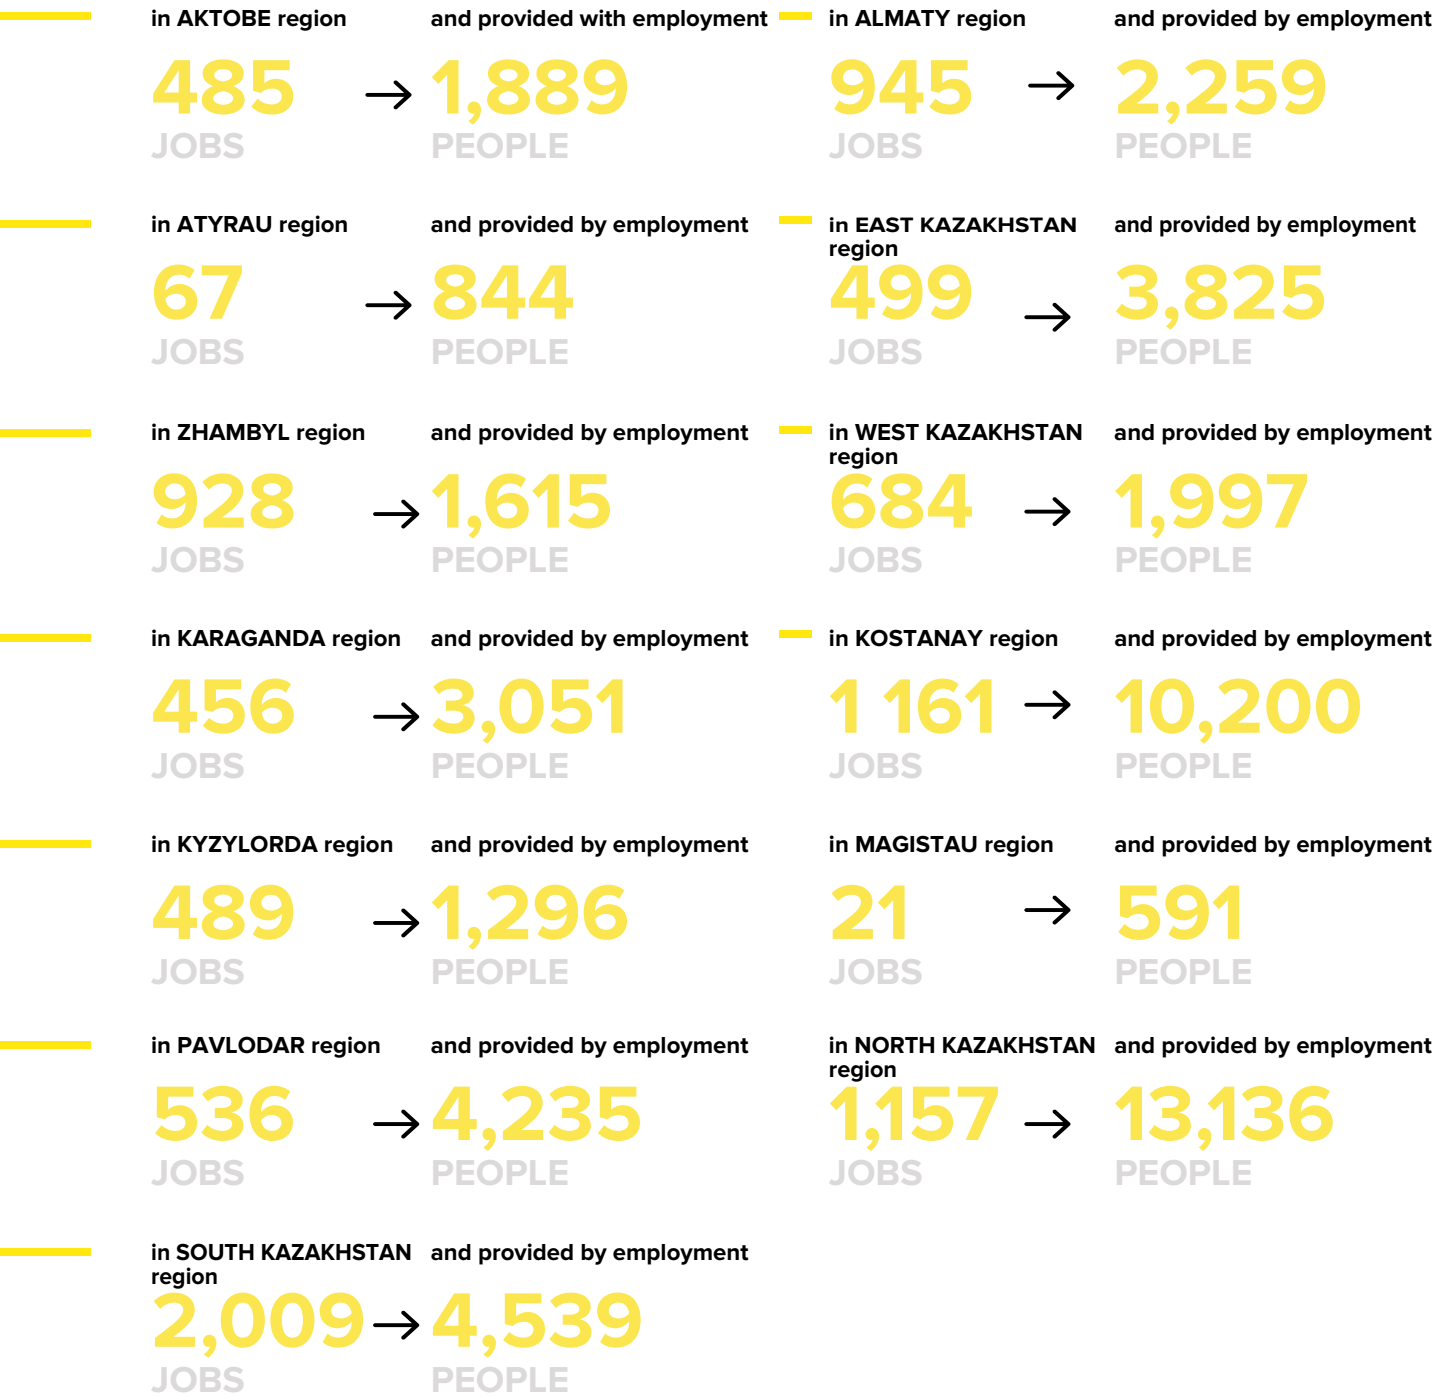 in AKTOBE region
and provided with employment
485
1,889
JOBS
PEOPLE
in ALMATY region
and provided by employment
945
2,259
JOBS
PEOPLE
in ATYRAU region
and provided by employment
67
844
JOBS
PEOPLE
in EAST KAZAKHSTAN
region
and provided by employment
499
3,825
JOBS
PEOPLE
in ZHAMBYL region
and provided by employment
928
1,615
JOBS
PEOPLE
in WEST KAZAKHSTAN
region
and provided by employment
684
1,997
JOBS
PEOPLE
in KARAGANDA region
and provided by employment
456
3,051
JOBS
PEOPLE
in KOSTANAY region
and provided by employment
1 161
10,200
JOBS
PEOPLE
in KYZYLORDA region
and provided by employment
489
1,296
JOBS
PEOPLE
in MAGISTAU region
and provided by employment
21
591
JOBS
PEOPLE
in PAVLODAR region
and provided by employment
536
4,235
JOBS
PEOPLE
in NORTH KAZAKHSTAN
region
and provided by employment
1,157
13,136
JOBS
PEOPLE
in SOUTH KAZAKHSTAN
region
and provided by employment
2,009
4,539
JOBS
PEOPLE